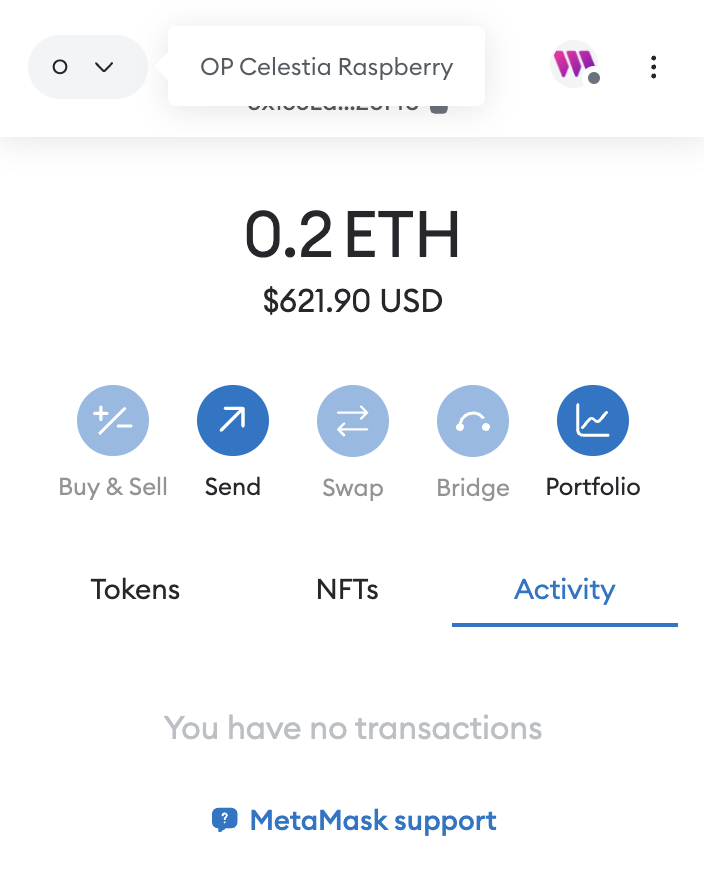 O
OP Celestia Raspberry
0.2 ETH
$621.90 USD
Buy & Sell
Send
Swap
Bridge
Portfolio
Tokens
NFTs
Activity
You have no transactions
? MetaMask support